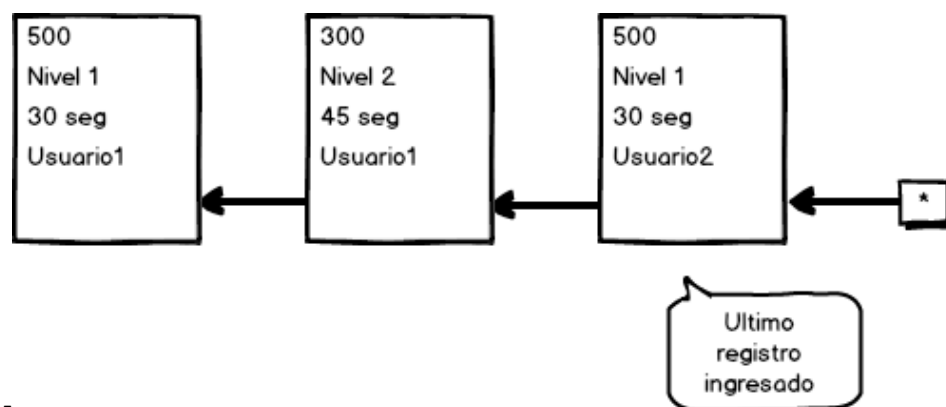 500
Nivel 1
30 seg
Usuario1
300
Nivel 2
45 seg
Usuario1
500
Nivel 1
30 seg
Usuario2
*
Ultimo
registro
ingresado